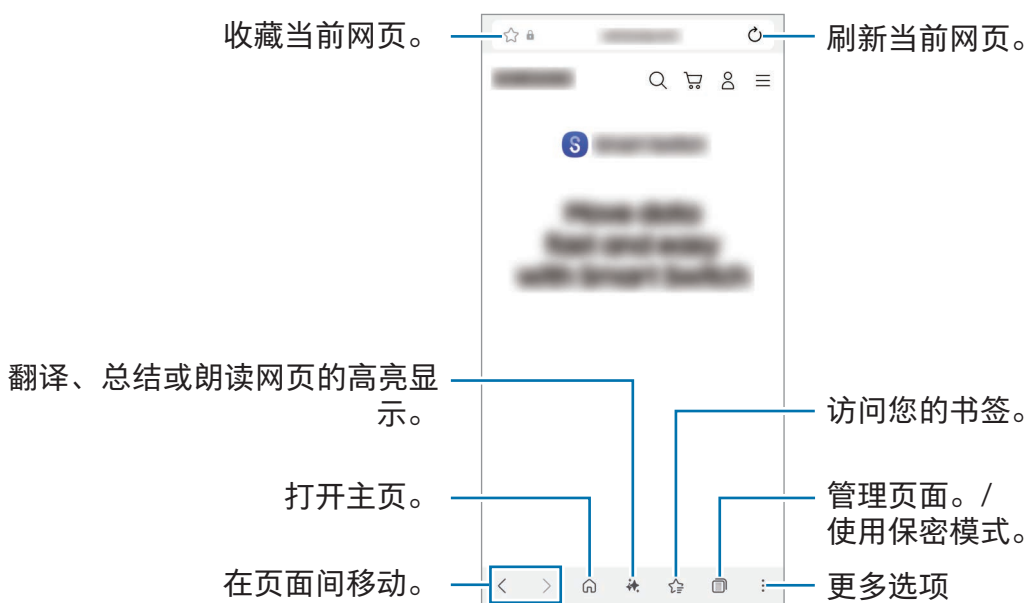 收藏当前网页。
刷新当前网页。
S
翻译、总结或朗读网页的高亮显
示。
访问您的书签。
打开主页。
管理页面。/
使用保密模式。
在页面间移动。
更多选项